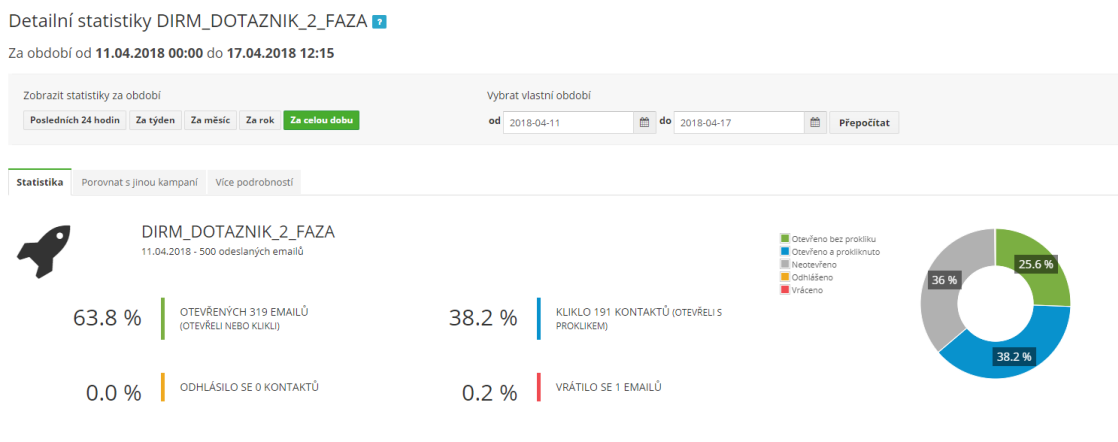 Detailní statistiky DIRM_DOTAZNIK_2_FAZA ?
Za období od 11.04.2018 00:00 do 17.04.2018 12:15
Zobrazit statistiky za období
Posledních 24 hodin Za týden Za měsíc Za rok Za celou dobu
Vybrat vlastní období
od 2018-04-11 do 2018-04-17 Přepočítat
Statistika Porovnat s jinou kampaní Více podrobností
DIRM_DOTAZNIK_2_FAZA
11.04.2018 - 500 odeslaných emailů
63.8 %
OTEVŘENÝCH 319 EMAILŮ
(OTEVŘELI NEBO KLIKLI)
38.2 %
KLIKLO 191 KONTAKTŮ (OTEVŘELI S
PROKLIKEM)
0.0 %
ODHLÁSILO SE 0 KONTAKTŮ
0.2 %
VRÁTILO SE 1 EMAILŮ
Otevřeno bez prokliku
Otevřeno a prokliknuto
Neotevřeno
Odhlášeno
Vráceno
25.6 %
36 %
38.2 %